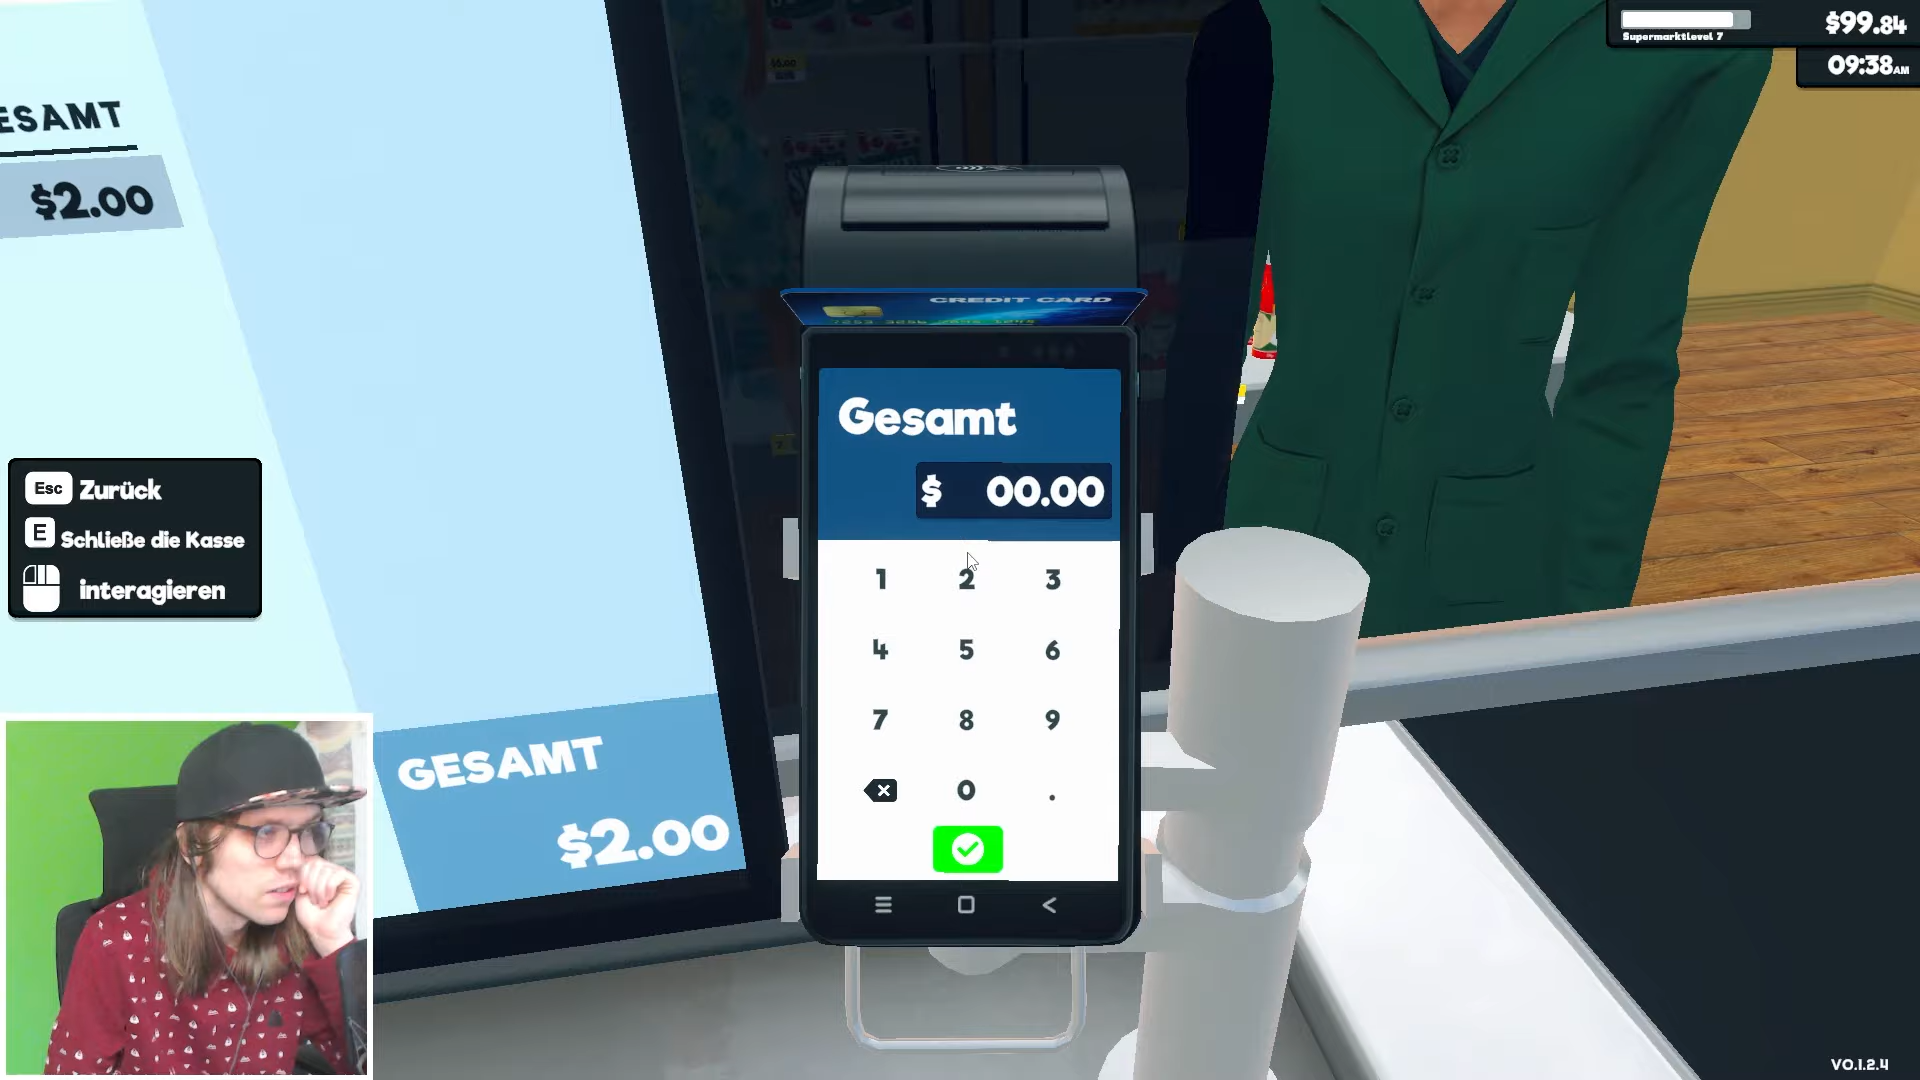 GESAMT
$2.00
Esc Zurück
E Schließe die Kasse
interagieren
GESAMT
$2.00
CREDIT CARD
Gesamt
$ 00.00
1 2 3
4 5 6
7 8 9
0 .
$99.84
Supermarktlevel 7
09:38AM
V0.1.2.4